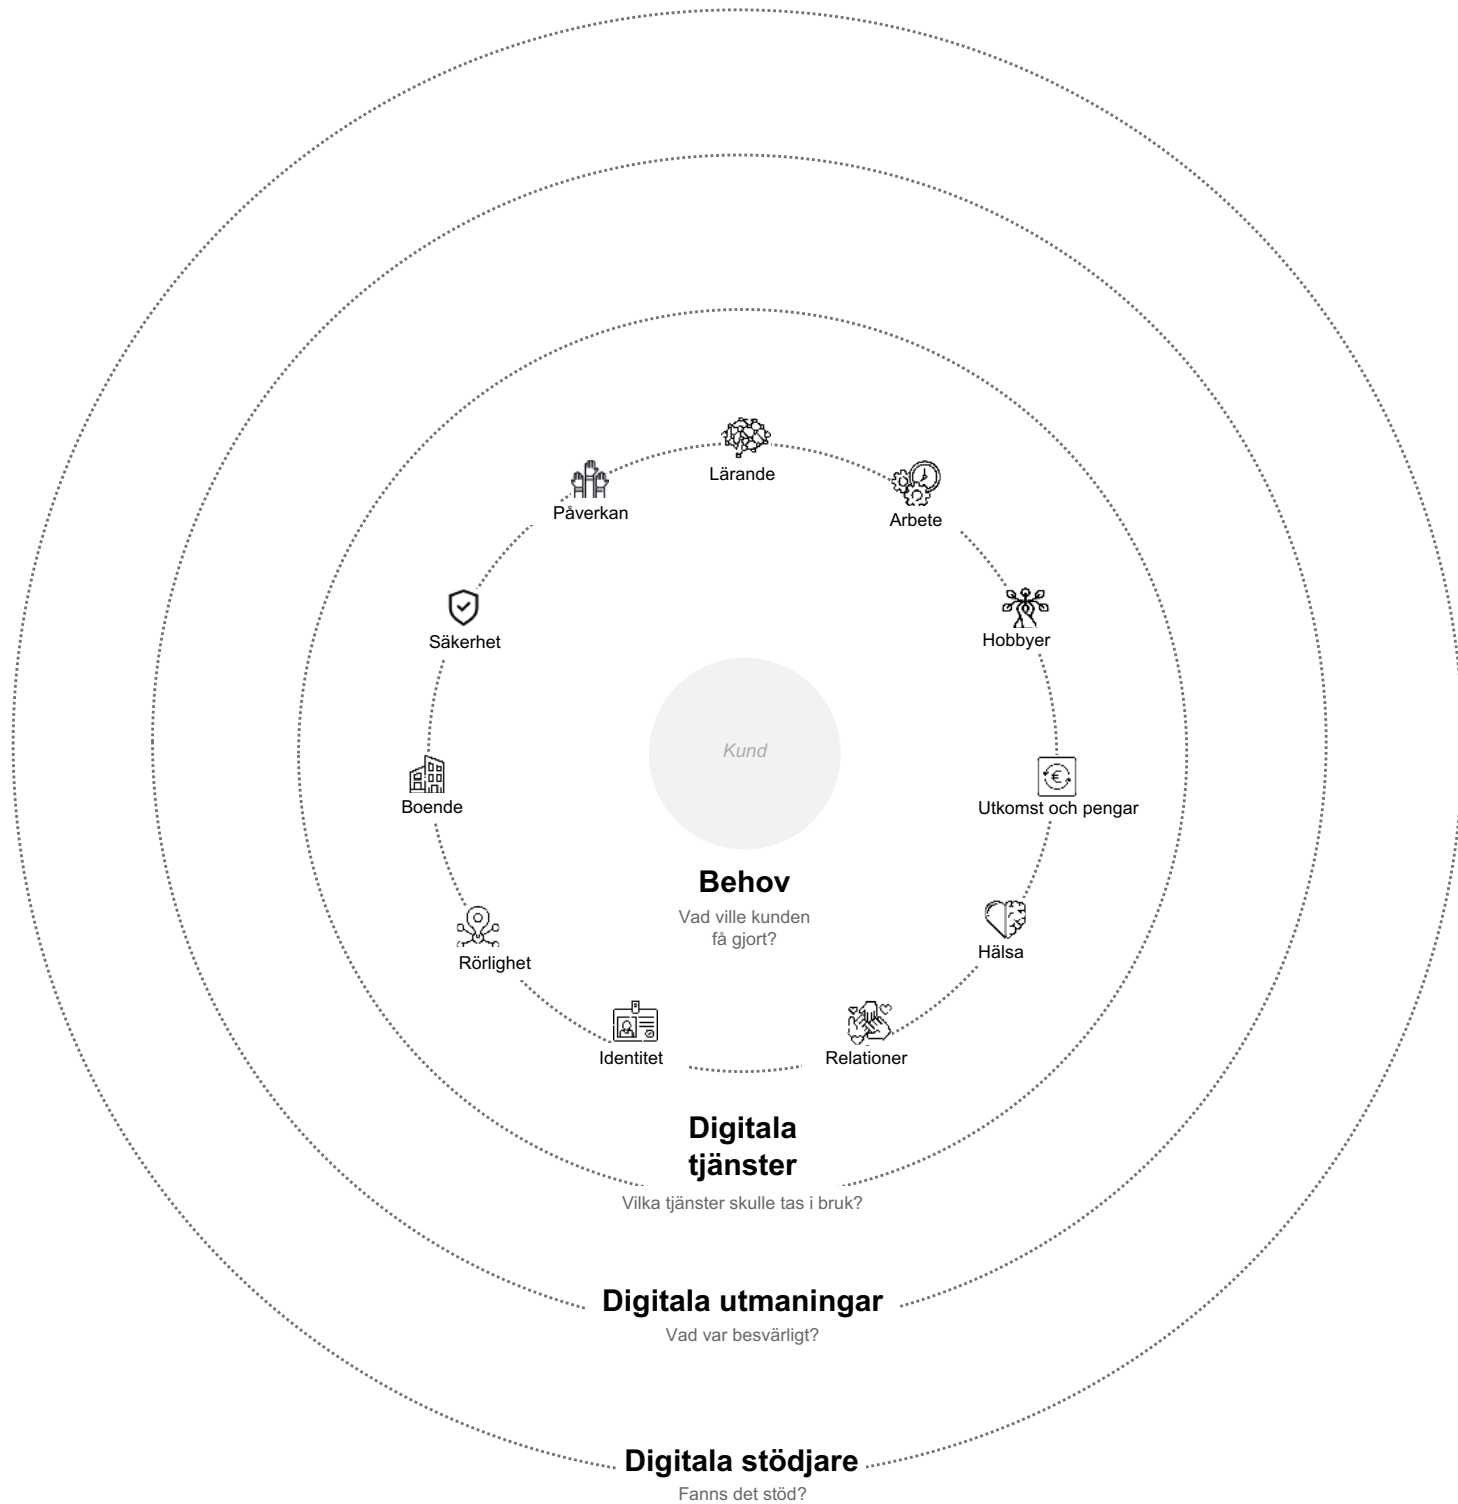 Lärande
Påverkan
Arbete
Säkerhet
Hobbyer
Kund
Boende
Utkomst och pengar
Behov
Vad ville kunden
få gjort?
Hälsa
Rörlighet
Identitet
Relationer
Digitala
tjänster
Vilka tjänster skulle tas i bruk?
Digitala utmaningar
Vad var besvärligt?
Digitala stödjare
Fanns det stöd?